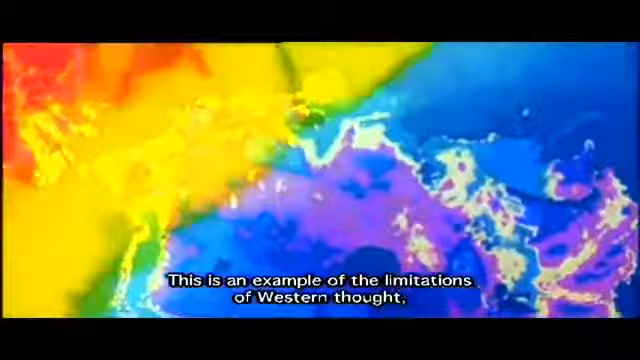 This is an example of the limitations
of Western thought,